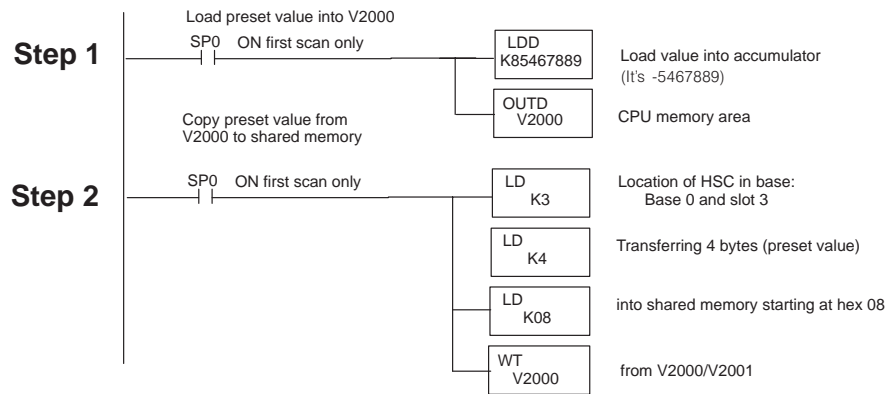 Load preset value into V2000
Step 1
SP0 ON first scan only
LDD
K85467889
Load value into accumulator
(It's -5467889)
OUTD
V2000
CPU memory area
Copy preset value from
V2000 to shared memory
Step 2
SP0 ON first scan only
LD
K3
Location of HSC in base:
Base 0 and slot 3
LD
K4
Transferring 4 bytes (preset value)
LD
K08
into shared memory starting at hex 08
WT
V2000
from V2000/V2001